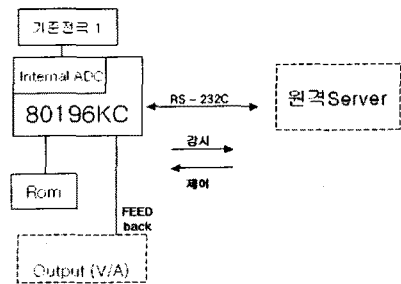 기준전극 1
Internal ADC
80196KC
RS - 232C
원격Server
감시
제어
Rom
FEED
back
Output (V/A)